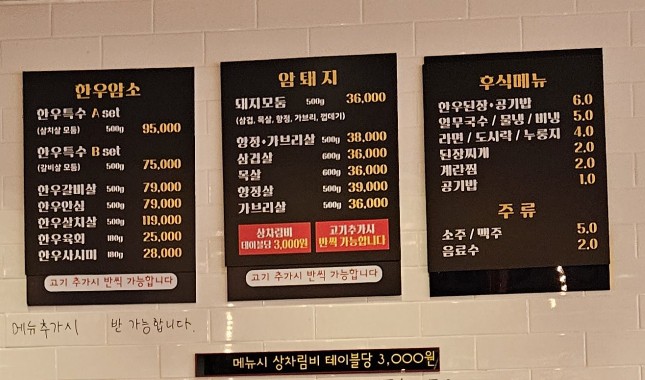 한우암소
한우특수 A set
(살치살 모듬) 500g 95,000
한우특수 B set
(갈비살 모듬) 500g 75,000
한우갈비살 500g 79,000
한우안심 500g 79,000
한우살치살 500g 119,000
한우육회 180g 25,000
한우사시미 180g 28,000
고기 추가시 반씩 가능합니다
메뉴추가시 반 가능합니다.
암돼지
돼지모둠 500g 36,000
(삼겹, 목살, 항정, 가브리, 껍데기)
항정·가브리살 500g 38,000
삼겹살 600g 36,000
목살 600g 36,000
항정살 500g 39,000
가브리살 500g 36,000
상차림비
테이블당 3,000원
고기추가시
반씩 가능합니다
고기 추가시 반씩 가능합니다
후식메뉴
한우된장·공기밥 6.0
열무국수 / 물냉 / 비냉 5.0
라면 / 도시락 / 누룽지 4.0
된장찌개 2.0
계란찜 2.0
공기밥 1.0
주류
소주 / 맥주 5.0
음료수 2.0
메뉴시 상차림비 테이블당 3,000원